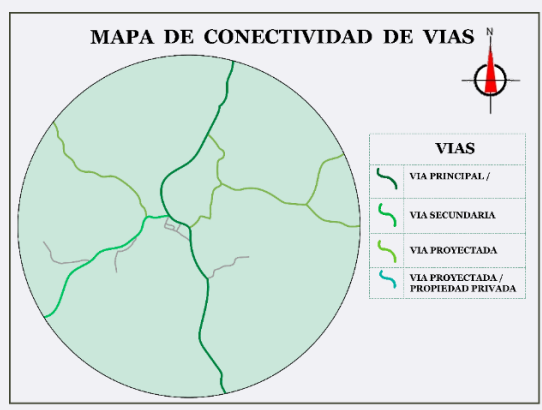 MAPA DE CONECTIVIDAD DE VIAS
N
VIAS
VIA PRINCIPAL /
VIA SECUNDARIA
VIA PROYECTADA
VIA PROYECTADA /
PROPIEDAD PRIVADA